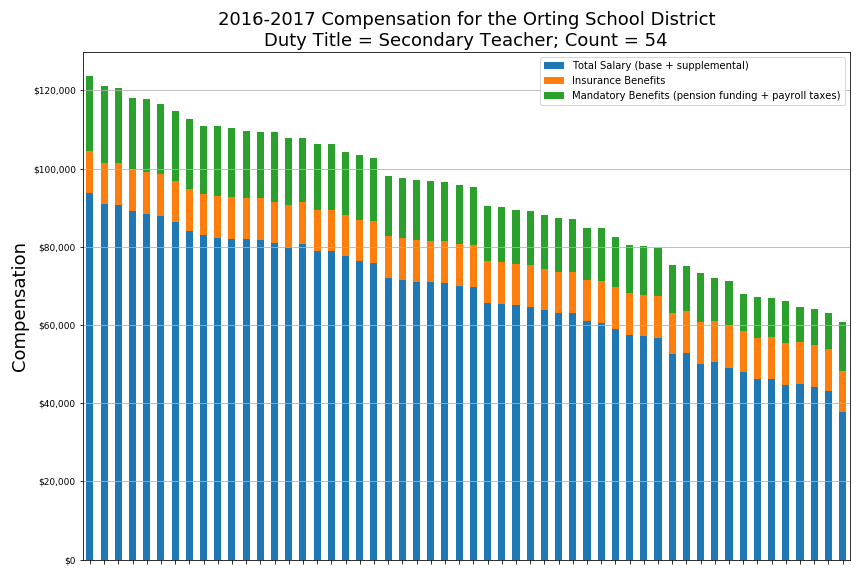 2016-2017 Compensation for the Orting School District
Duty Title = Secondary Teacher; Count = 54
Total Salary (base + supplemental)
Insurance Benefits
Mandatory Benefits (pension funding + payroll taxes)
Compensation
$120,000
$100,000
$80,000
$60,000
$40,000
$20,000
$0